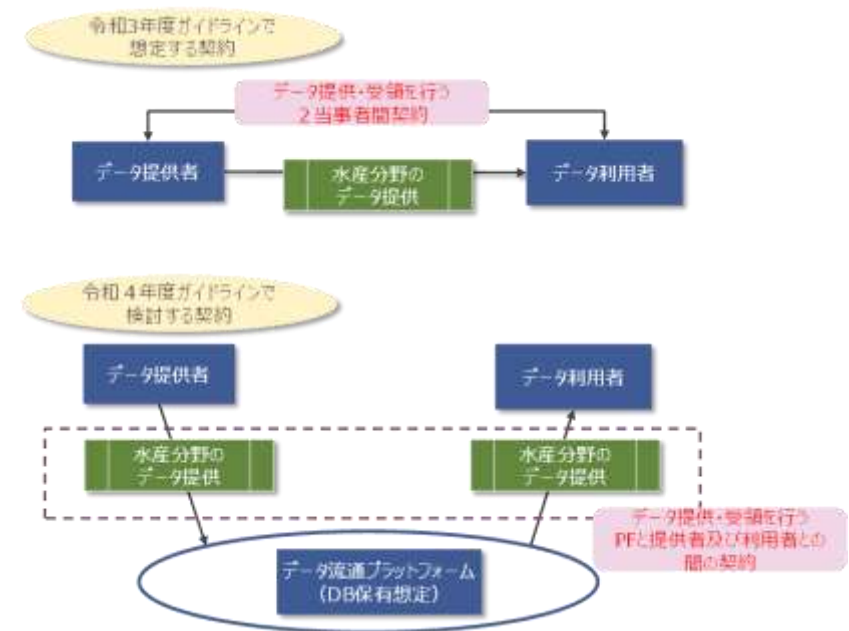 令和3年度ガイドラインで
想定する契約
データ提供・受領を行う
2当事者間契約
データ提供者
水産分野の
データ提供
データ利用者
令和4年度ガイドラインで
検討する契約
データ提供者
データ利用者
水産分野の
データ提供
水産分野の
データ提供
データ提供・受領を行う
PFと提供者及び利用者との
間の契約
データ流通プラットフォーム
(DB保有想定)